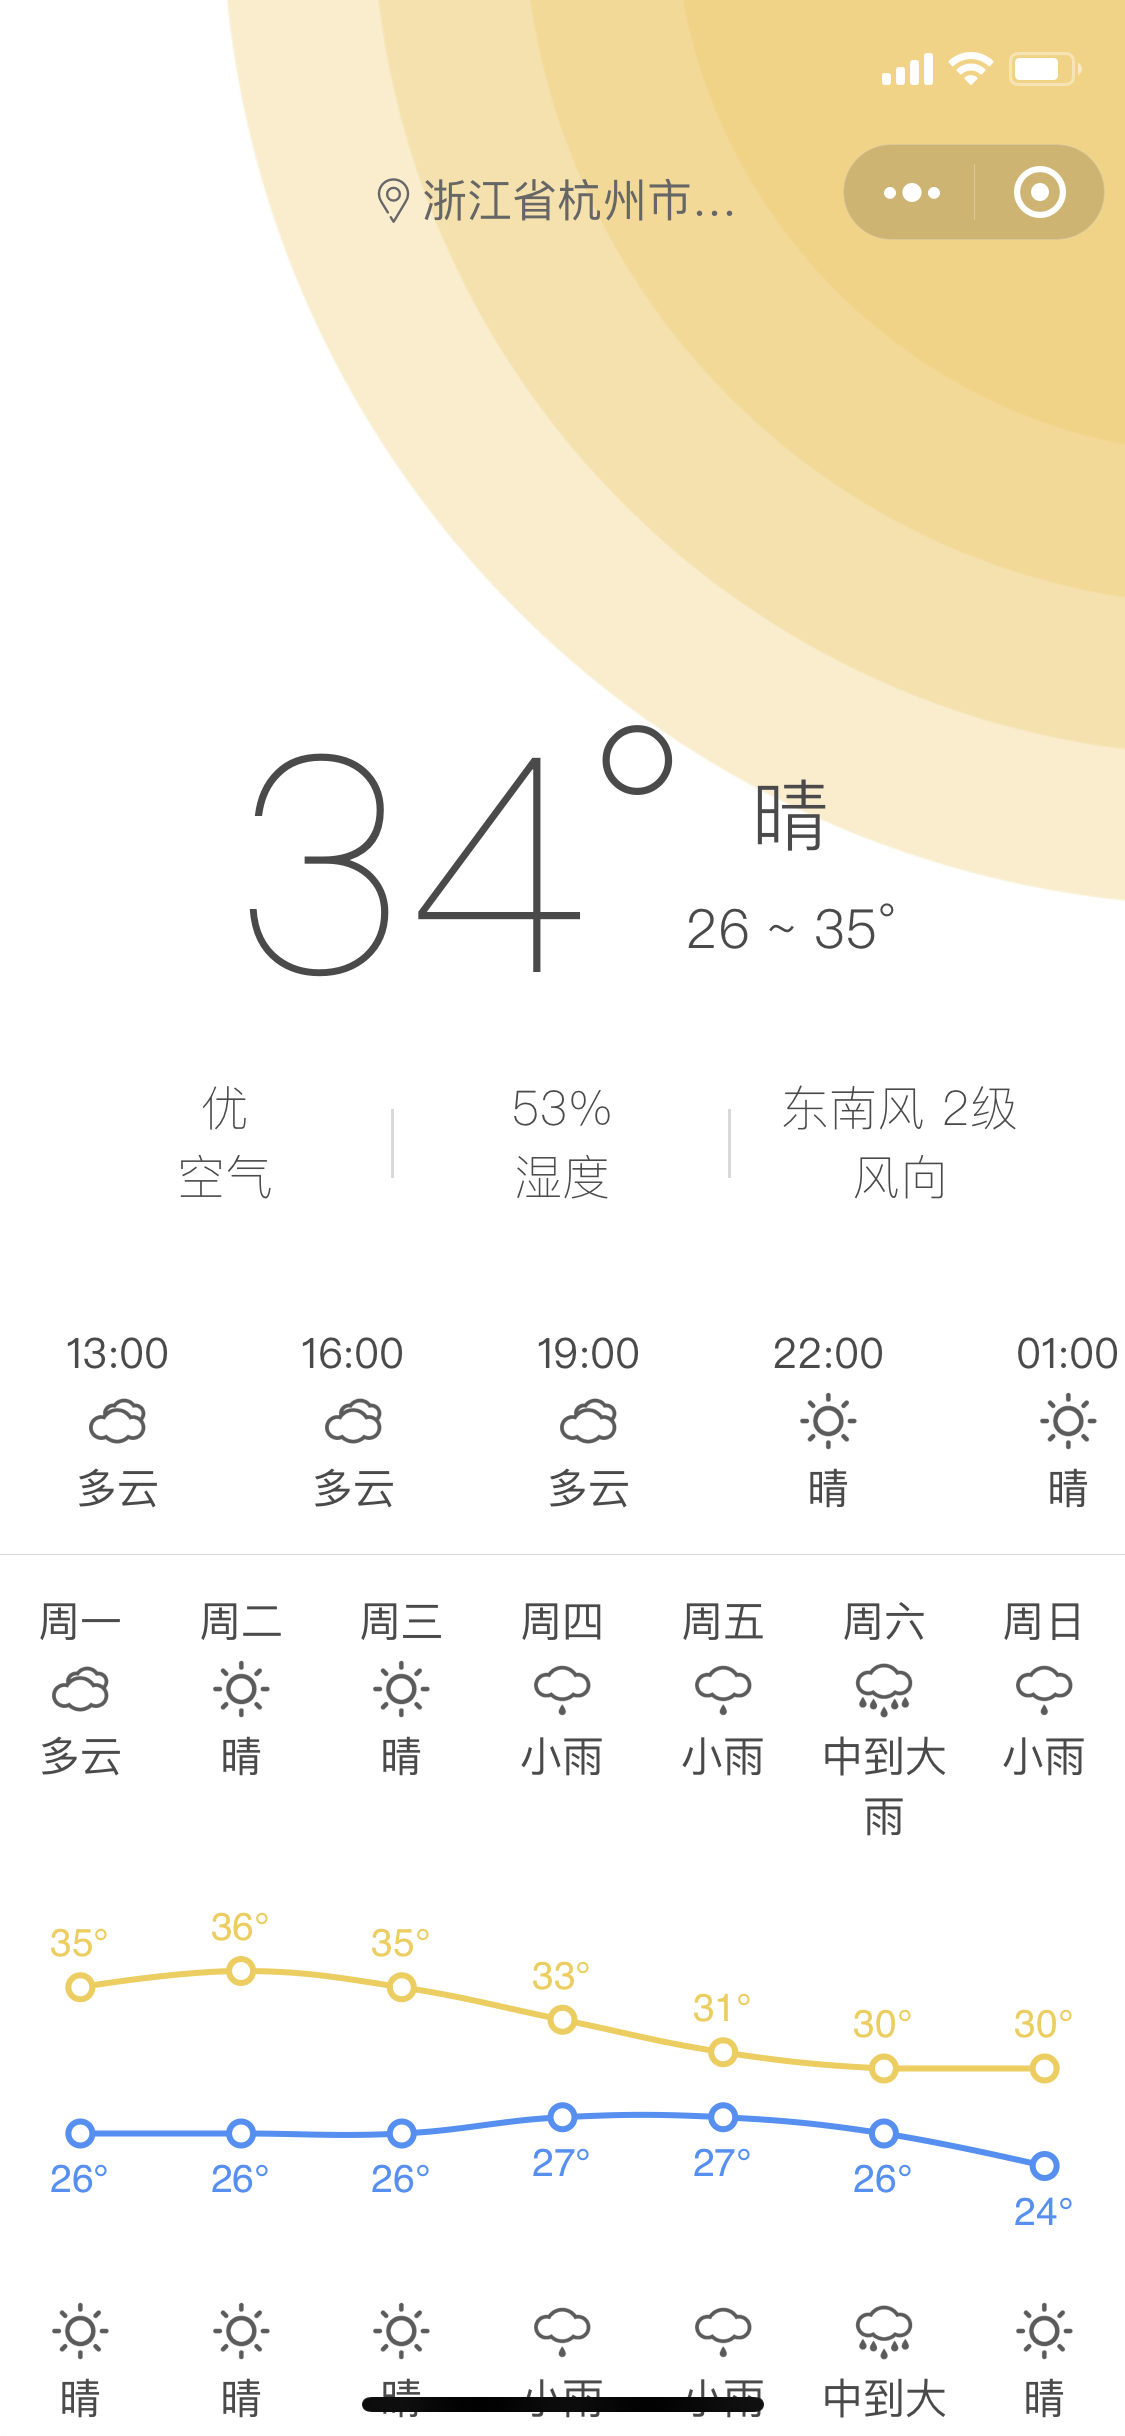 浙江省杭州市...
34°
晴
26 ~ 35°
优 53% 东南风 2级
空气 湿度 风向
13:00 16:00 19:00 22:00 01:00
多云 多云 多云 晴 晴
周一 周二 周三 周四 周五 周六 周日
多云 晴 晴 小雨 小雨 中到大 小雨
雨
35° 36° 35° 33° 31° 30° 30°
26° 26° 26° 27° 27° 26° 24°
晴 晴 晴 小雨 小雨 中到大 晴